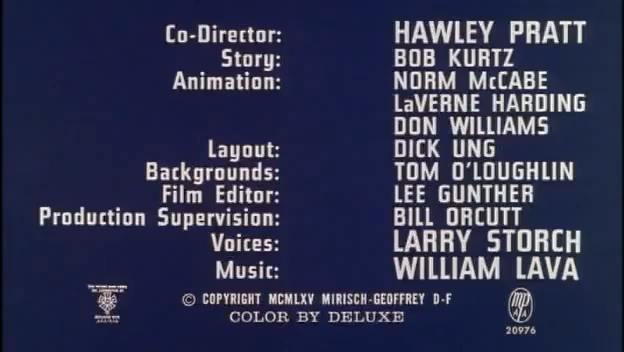 Co-Director: HAWLEY PRATT
Story: BOB KURTZ
Animation: NORM McCABE
LaVERNE HARDING
DON WILLIAMS
Layout: DICK UNG
Backgrounds: TOM O'LOUGHLIN
Film Editor: LEE GUNTHER
Production Supervision: BILL ORCUTT
Voices: LARRY STORCH
Music: WILLIAM LAVA
© COPYRIGHT MCMLXV MIRISCH-GEOFFREY D-F
COLOR BY DELUXE
20976